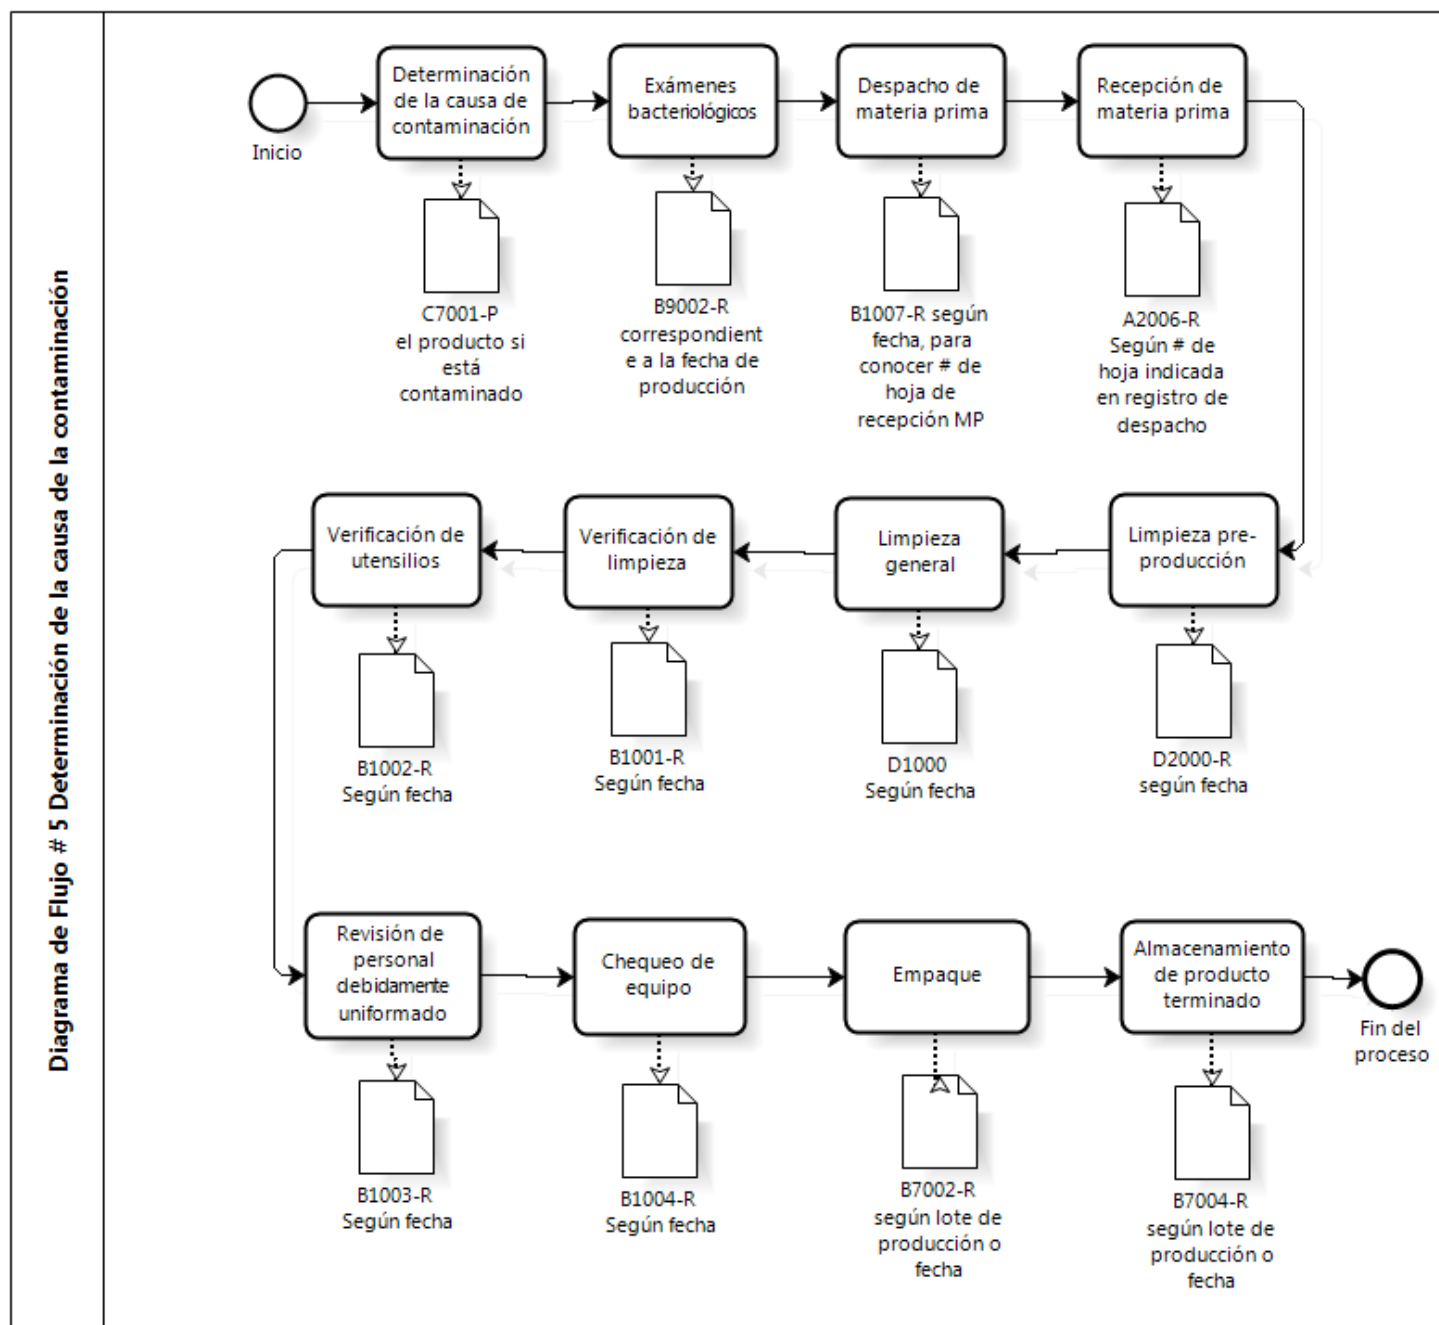 Diagrama de Flujo # 5 Determinación de la causa de la contaminación
Inicio
Determinación
de la causa de
contaminación
Exámenes
bacteriológicos
Despacho de
materia prima
Recepción de
materia prima
C7001-P
el producto si
está
contaminado
B9002-R
correspondient
e a la fecha de
producción
B1007-R según
fecha, para
conocer # de
hoja de
recepción MP
A2006-R
Según # de
hoja indicada
en registro de
despacho
Verificación de
utensilios
Verificación de
limpieza
Limpieza
general
Limpieza pre-
producción
B1002-R
Según fecha
B1001-R
Según fecha
D1000
Según fecha
D2000-R
según fecha
Revisión de
personal
debidamente
uniformado
Chequeo de
equipo
Empaque
Almacenamiento
de producto
terminado
Fin del
proceso
B1003-R
Según fecha
B1004-R
Según fecha
B7002-R
según lote de
producción o
fecha
B7004-R
según lote de
producción o
fecha